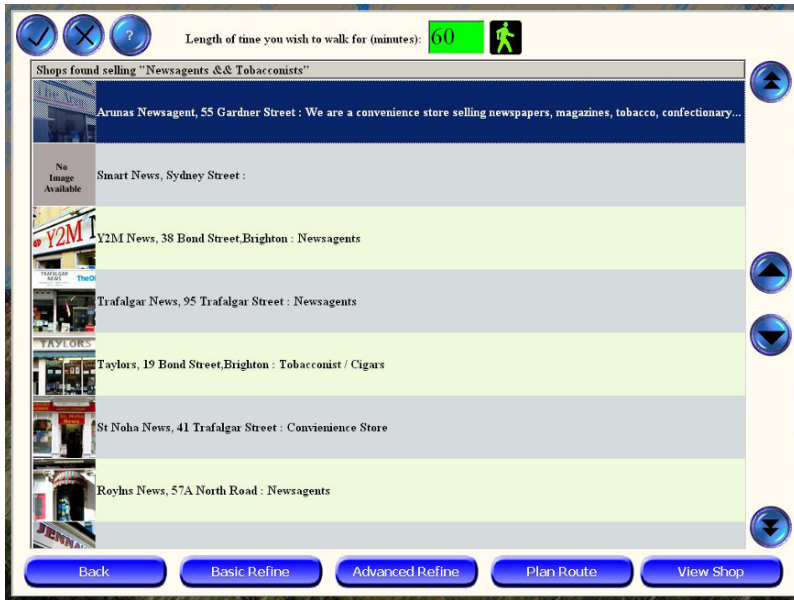 ?
Length of time you wish to walk for (minutes): 60
Shops found selling "Newsagents && Tobacconists"
Arunas Newsagent, 55 Gardner Street : We are a convenience store selling newspapers, magazines, tobacco, confectionary...
No
Image
Available
Smart News, Sydney Street :
Y2M
Y2M News, 38 Bond Street,Brighton : Newsagents
TRAFALGAR
NEWS
Trafalgar News, 95 Trafalgar Street : Newsagents
TAYLORS
Taylors, 19 Bond Street,Brighton : Tobacconist / Cigars
St Noha News, 41 Trafalgar Street : Convienience Store
Roylns News, 57A North Road : Newsagents
Back
Basic Refine
Advanced Refine
Plan Route
View Shop